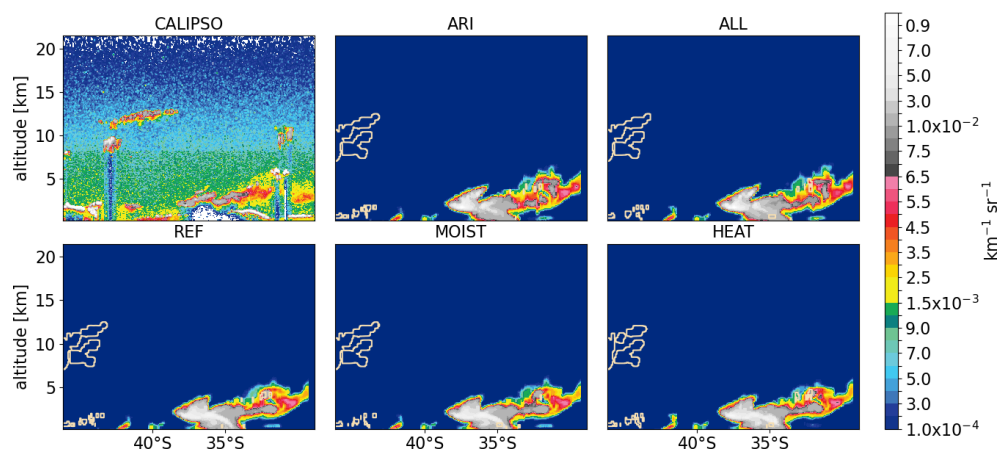 CALIPSO
ARI
ALL
altitude [km]
20
15
10
5
REF
MOIST
HEAT
altitude [km]
20
15
10
5
40°S
35°S
40°S
35°S
40°S
35°S
0.9
7.0
5.0
3.0
1.0x10⁻²
9.0
7.0
6.5
5.5
4.5
3.5
2.5
1.5x10⁻³
9.0
7.0
5.0
3.0
1.0x10⁻⁴
km⁻¹ sr⁻¹